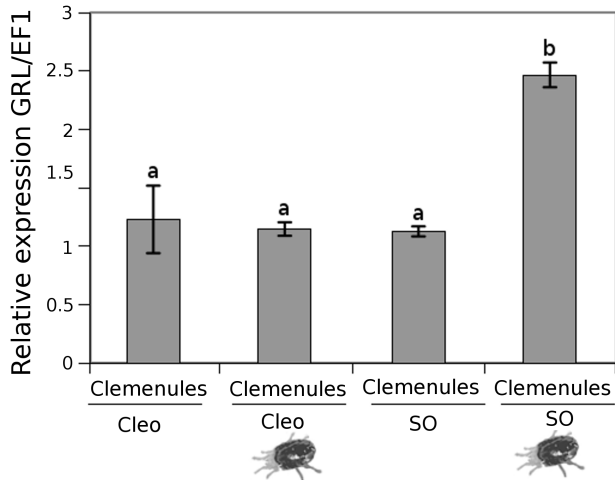 Relative expression GRL/EF1
3
2.5
2
1.5
1
0.5
0
a
a
a
b
Clemenules
Cleo
Clemenules
Cleo
Clemenules
SO
Clemenules
SO